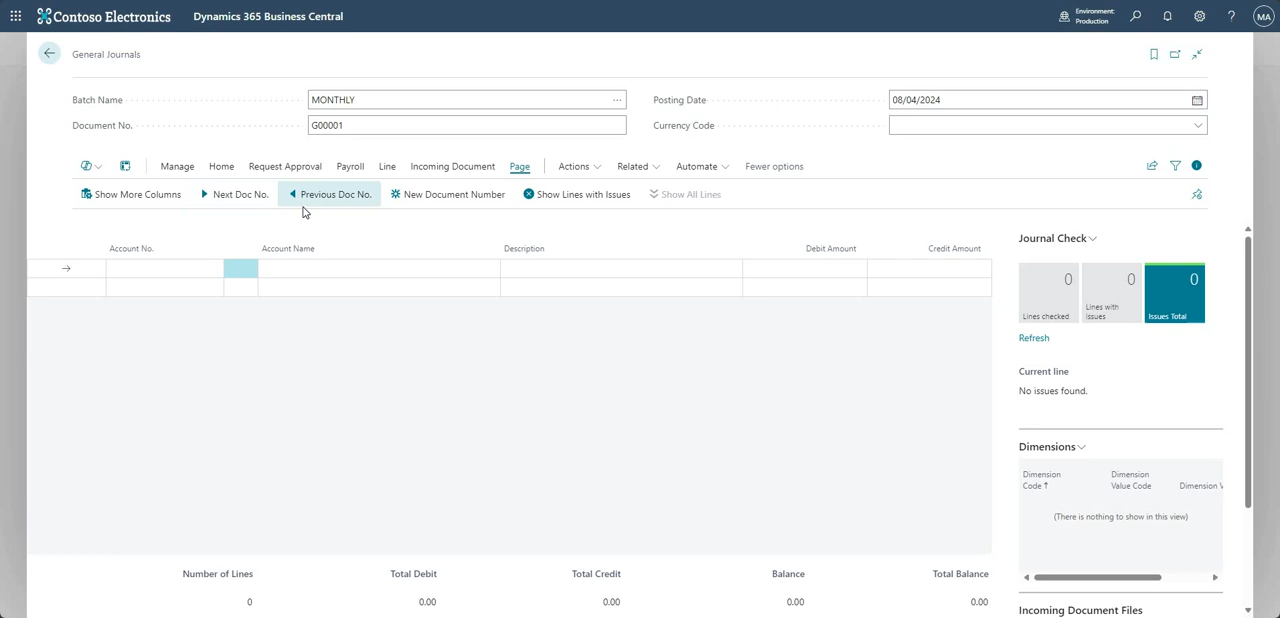 Contoso Electronics Dynamics 365 Business Central Environment: Production ? MA
General Journals
Batch Name MONTHLY ... Posting Date 08/04/2024
Document No. G00001 Currency Code
Manage Home Request Approval Payroll Line Incoming Document Page Actions Related Automate Fewer options
Show More Columns Next Doc No. Previous Doc No. New Document Number Show Lines with Issues Show All Lines
Account No. Account Name Description Debit Amount Credit Amount
Journal Check
0 0 0
Lines checked Lines with Issues Issues Total
Refresh
Current line
No issues found.
Dimensions
Dimension Code ↑ Dimension Value Code Dimension V
(There is nothing to show in this view)
Number of Lines Total Debit Total Credit Balance Total Balance
0 0.00 0.00 0.00 0.00
Incoming Document Files